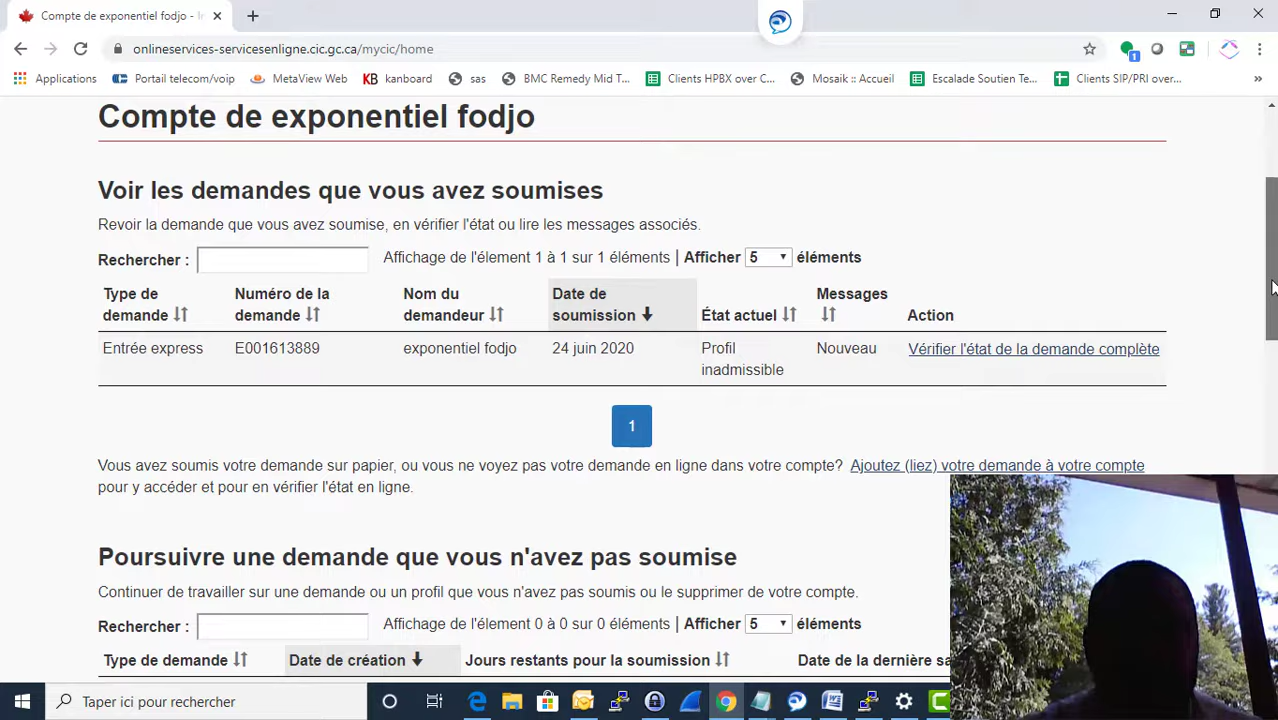 Compte de exponentiel fodjo - I
onlineservices-servicesenligne.cic.gc.ca/mycic/home
1
Applications
Portail telecom/voip
MetaView Web
KB kanboard
sas
BMC Remedy Mid T...
Clients HPBX over C...
Mosaik :: Accueil
Escalade Soutien Te...
Clients SIP/PRI over...
»
Compte de exponentiel fodjo
Voir les demandes que vous avez soumises
Revoir la demande que vous avez soumise, en vérifier l'état ou lire les messages associés.
Rechercher : Affichage de l'élement 1 à 1 sur 1 éléments | Afficher 5 éléments
Type de demande
Numéro de la demande
Nom du demandeur
Date de soumission
État actuel
Messages
Action
Entrée express
E001613889
exponentiel fodjo
24 juin 2020
Profil inadmissible
Nouveau
Vérifier l'état de la demande complète
1
Vous avez soumis votre demande sur papier, ou vous ne voyez pas votre demande en ligne dans votre compte? Ajoutez (liez) votre demande à votre compte
pour y accéder et pour en vérifier l'état en ligne.
Poursuivre une demande que vous n'avez pas soumise
Continuer de travailler sur une demande ou un profil que vous n'avez pas soumis ou le supprimer de votre compte.
Rechercher : Affichage de l'élement 0 à 0 sur 0 éléments | Afficher 5 éléments
Type de demande
Date de création
Jours restants pour la soumission
Date de la dernière sa
Taper ici pour rechercher